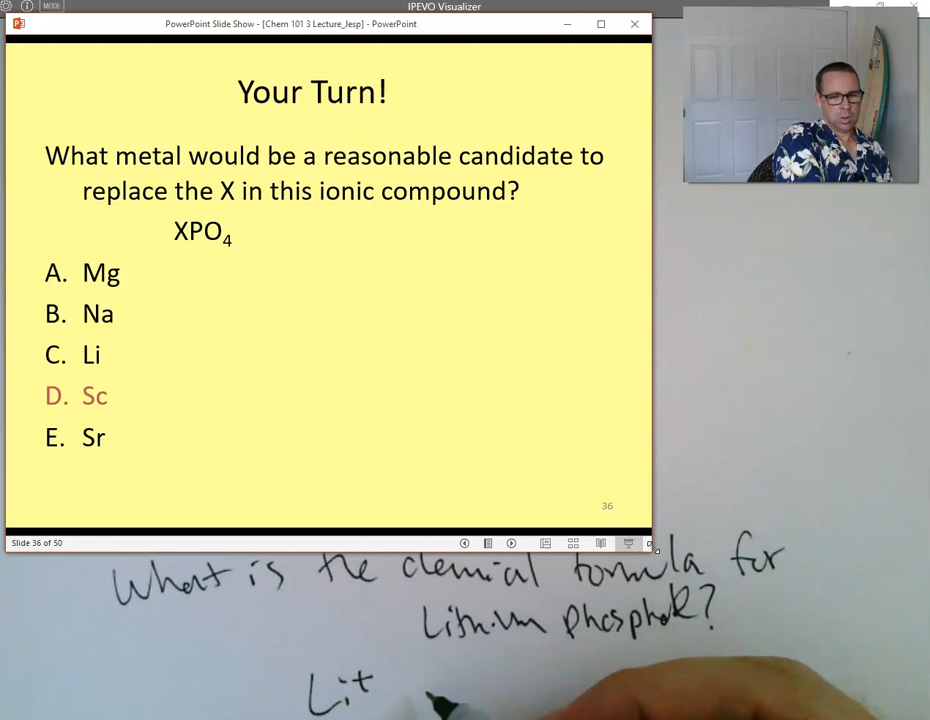 IPEVO Visualizer
MODE
PowerPoint Slide Show - [Chem 101 3 Lecture_Jesp] - PowerPoint
Your Turn!
What metal would be a reasonable candidate to
replace the X in this ionic compound?
XPO₄
A. Mg
B. Na
C. Li
D. Sc
E. Sr
36
Slide 36 of 50
What is the chemical formula for
Lithium phosphate?
Li⁺